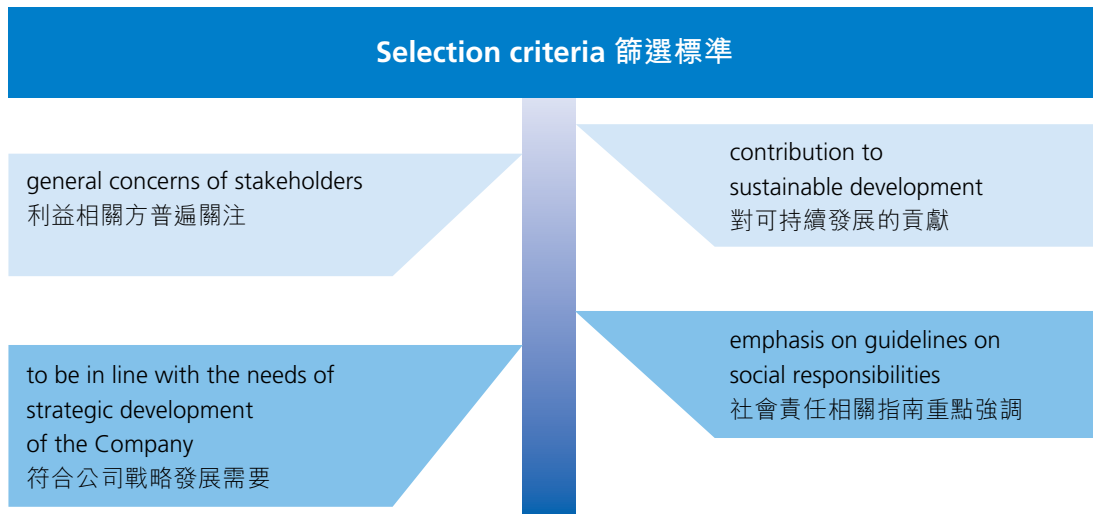 Selection criteria 篩選標準
general concerns of stakeholders
利益相關方普遍關注
contribution to
sustainable development
對可持續發展的貢獻
to be in line with the needs of
strategic development
of the Company
符合公司戰略發展需要
emphasis on guidelines on
social responsibilities
社會責任相關指南重點強調